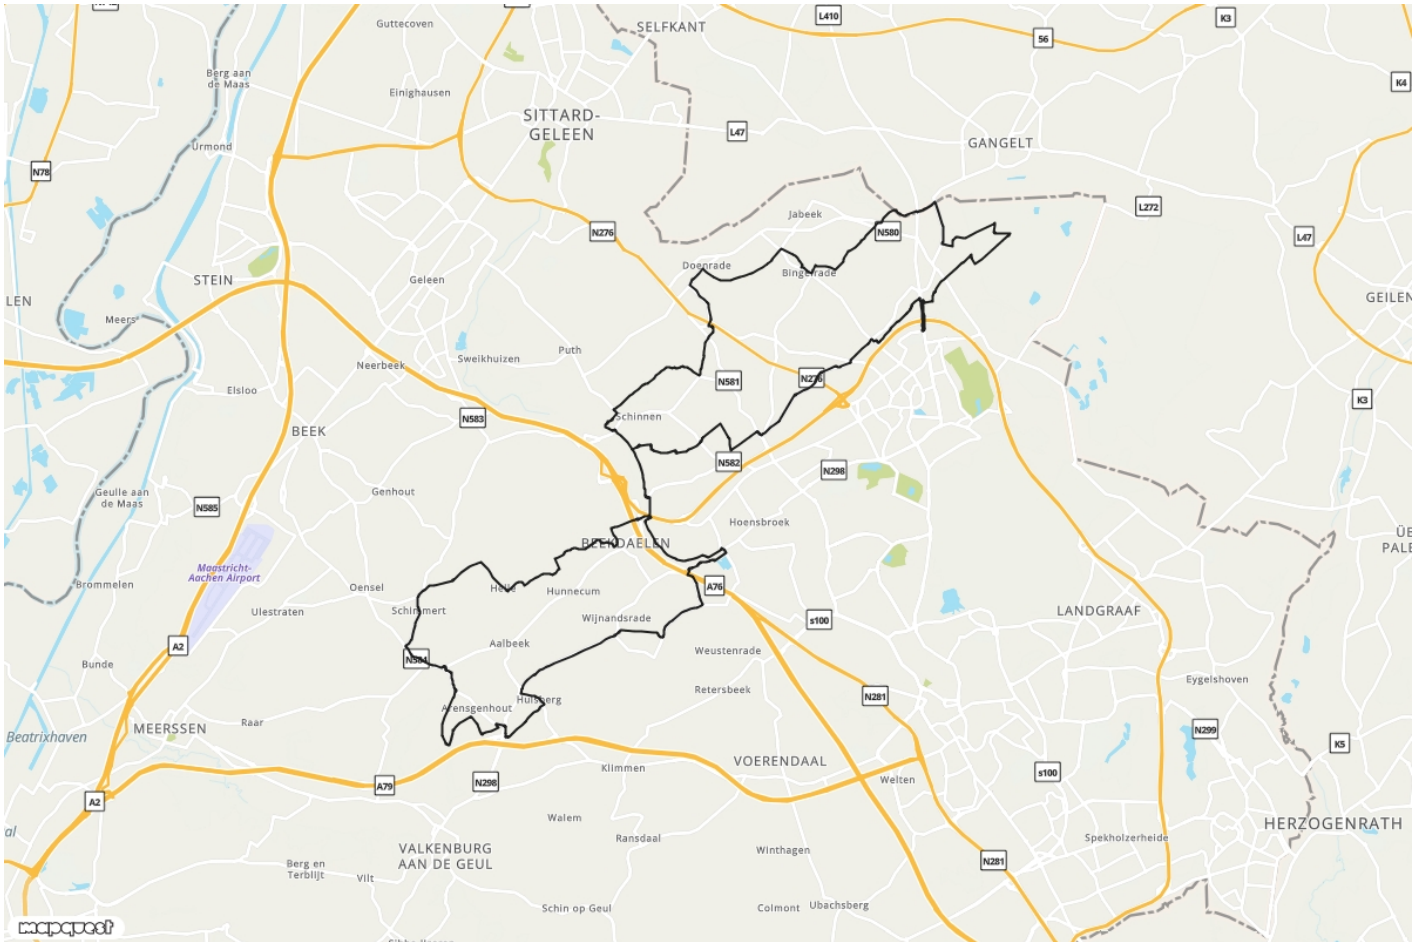 Guttecoven
SELFKANT
L410
K3
56
Berg aan
de Maas
K4
Einighausen
SITTARD-
GELEEN
L47
Urmond
GANGELT
N78
L272
Jabeek
N276
N580
L47
Doenrade
Bingelrade
STEIN
Geleen
LEN
GEILEN
Meers
Puth
Sweikhuizen
Neerbeek
N581
N276
Elsloo
K3
N583
Schinnen
BEEK
N582
N298
Geulle aan
de Maas
Genhout
N585
Hoensbroek
ÜB
PALE
BEEKDAELEN
Maastricht-
Aachen Airport
Brommelen
Oensel
Helle
Hunnecum
A76
Ulestraten
Schimmert
LANDGRAAF
Wijnandsrade
s100
A2
Aalbeek
Weustenrade
Bunde
N584
Eygelshoven
Retersbeek
N281
Hulsberg
Arensgenhout
Raar
MEERSSEN
N299
Beatrixhaven
K5
VOERENDAAL
Klimmen
s100
N298
A79
Welten
A2
Walem
HERZOGENRATH
al
Ransdaal
Spekholzerheide
VALKENBURG
AAN DE GEUL
Winthagen
Berg en
Terblijt
N281
Vilt
Schin op Geul
Colmont
Ubachsberg
mapquest